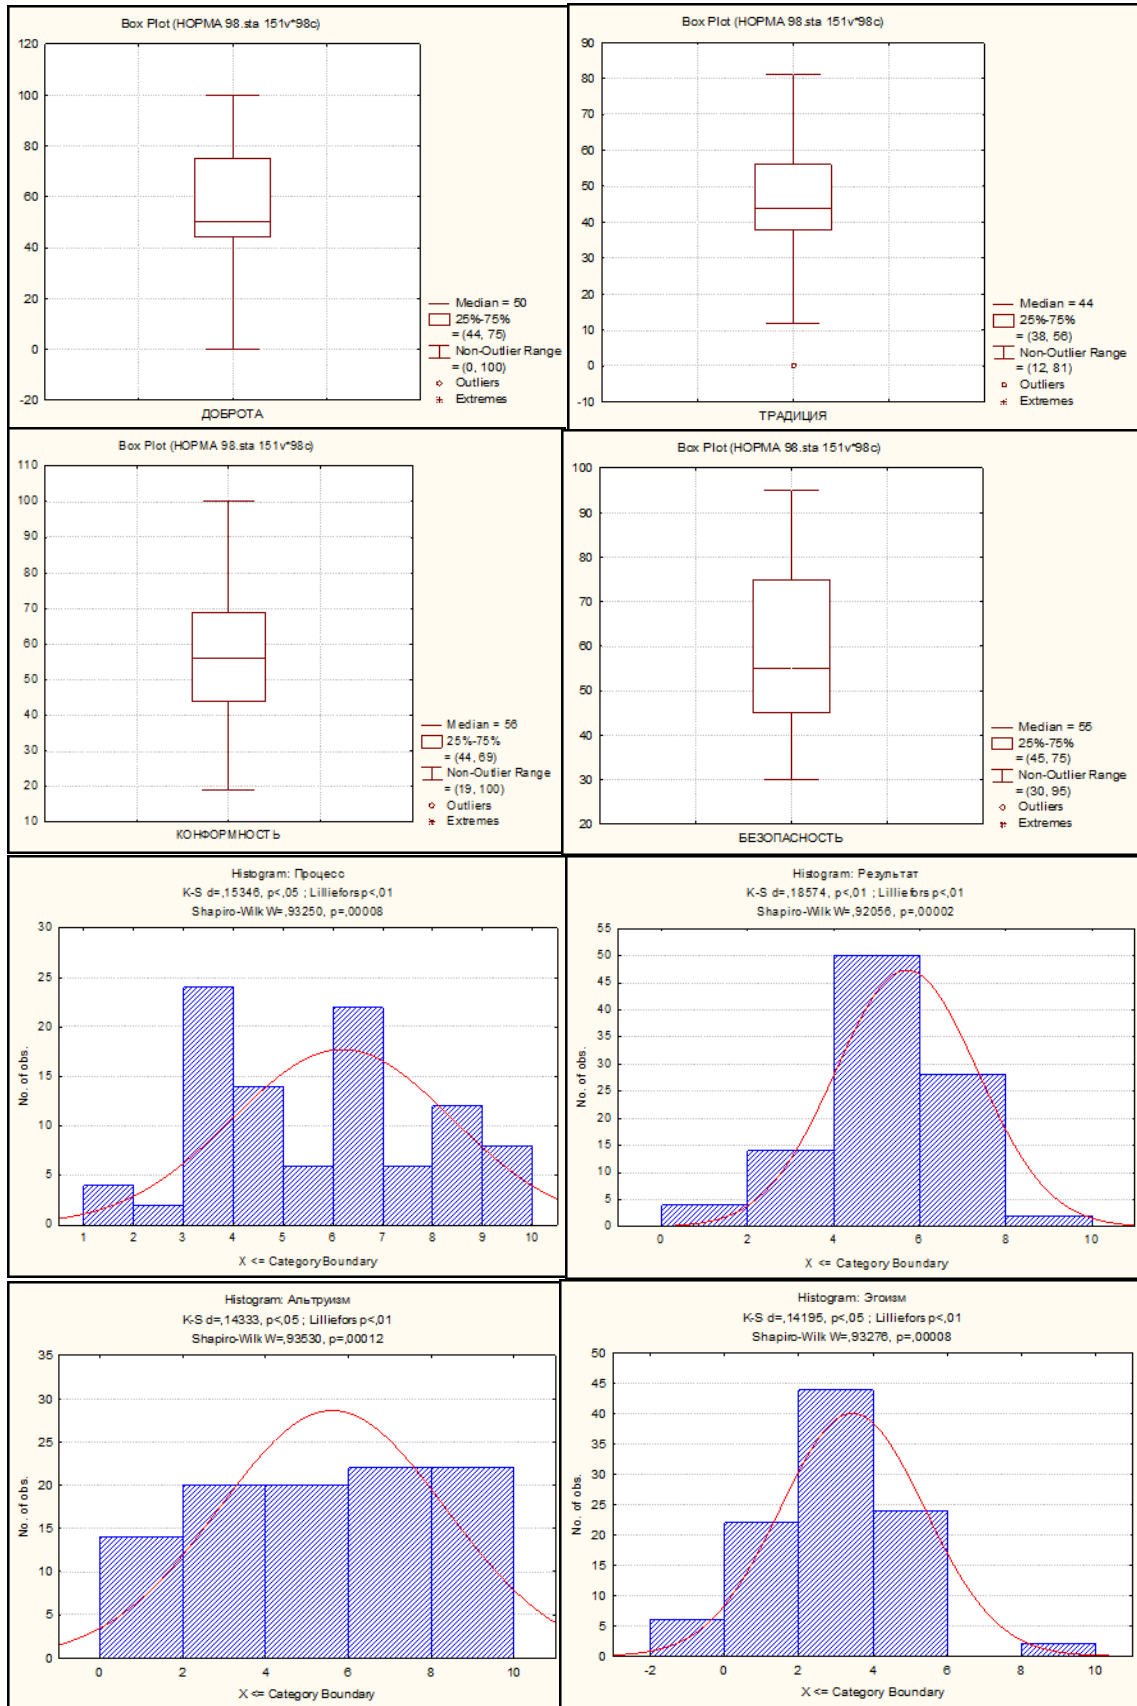 Box Plot (НОРМА 98.sta 151v*98c)
120
100
80
60
40
20
0
-20
ДОБРОТА
Median = 50
25%-75%
= (44, 75)
Non-Outlier Range
= (0, 100)
Outliers
Extremes
Box Plot (НОРМА 98.sta 151v*98c)
90
80
70
60
50
40
30
20
10
0
-10
ТРАДИЦИЯ
Median = 44
25%-75%
= (38, 56)
Non-Outlier Range
= (12, 81)
Outliers
Extremes
Box Plot (НОРМА 98.sta 151v*98c)
110
100
90
80
70
60
50
40
30
20
10
КОНФОРМНОСТЬ
Median = 56
25%-75%
= (44, 69)
Non-Outlier Range
= (19, 100)
Outliers
Extremes
Box Plot (НОРМА 98.sta 151v*98c)
100
90
80
70
60
50
40
30
20
БЕЗОПАСНОСТЬ
Median = 55
25%-75%
= (45, 75)
Non-Outlier Range
= (30, 95)
Outliers
Extremes
Histogram: Процесс
K-S d=,15346, p<,05 ; Lilliefors p<,01
Shapiro-Wilk W=,93250, p=,00008
30
25
20
15
10
5
0
No. of obs.
1 2 3 4 5 6 7 8 9 10
X <= Category Boundary
Histogram: Результат
K-S d=,18574, p<,01 ; Lilliefors p<,01
Shapiro-Wilk W=,92056, p=,00002
55
50
45
40
35
30
25
20
15
10
5
0
No. of obs.
0 2 4 6 8 10
X <= Category Boundary
Histogram: Альтруизм
K-S d=,14333, p<,05 ; Lilliefors p<,01
Shapiro-Wilk W=,93530, p=,00012
35
30
25
20
15
10
5
0
No. of obs.
0 2 4 6 8 10
X <= Category Boundary
Histogram: Эгоизм
K-S d=,14195, p<,05 ; Lilliefors p<,01
Shapiro-Wilk W=,93276, p=,00008
50
45
40
35
30
25
20
15
10
5
0
No. of obs.
-2 0 2 4 6 8 10
X <= Category Boundary